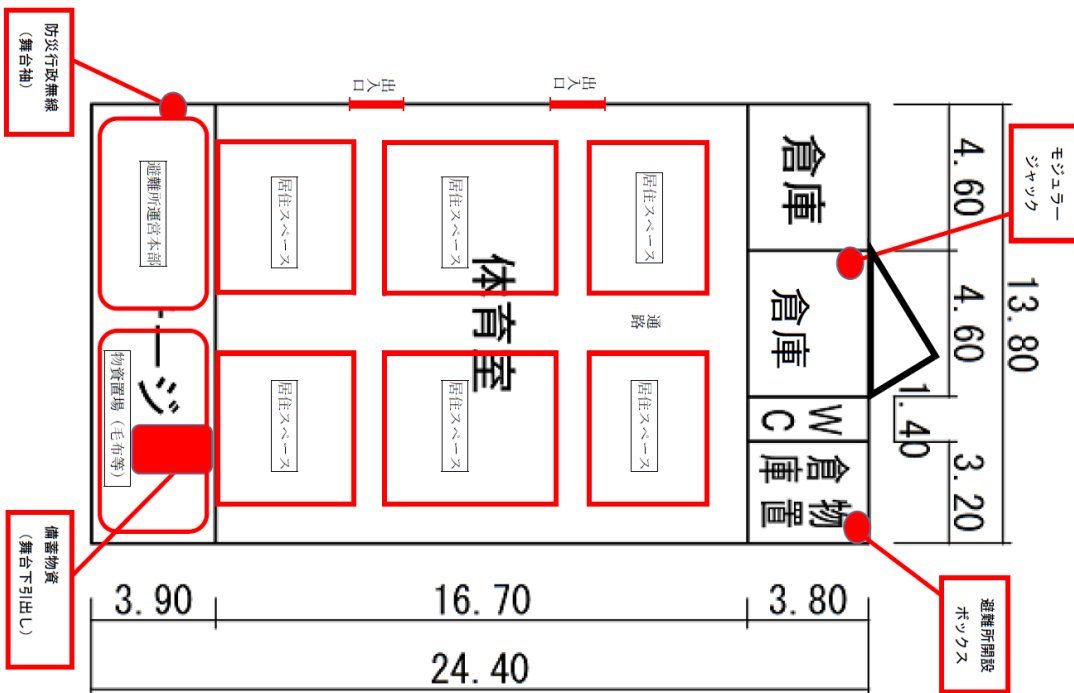 防災行政無線
(舞台袖)
出入
口
出入
口
モジュラー
ジャック
倉庫
4.60
13.80
避難所運営本部
居住スペース
居住スペース
居住スペース
体育室
通
路
倉庫
4.60
1.40
ージ
物資置場（毛布等）
居住スペース
居住スペース
居住スペース
W
C
倉庫
物置
3.20
備蓄物資
(舞台下引出し)
避難所開設
ボックス
3.90
16.70
3.80
24.40